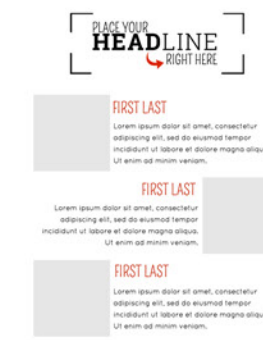 PLACE YOUR
HEADLINE
RIGHT HERE
FIRST LAST
Lorem ipsum dolor sit amet, consectetur
adipiscing elit, sed do eiusmod tempor
incididunt ut labore et dolore magna aliqu
Ut enim ad minim veniam.
FIRST LAST
Lorem ipsum dolor sit amet, consectetur
adipiscing elit, sed do eiusmod tempor
incididunt ut labore et dolore magna aliqua.
Ut enim ad minim veniam.
FIRST LAST
Lorem ipsum dolor sit amet, consectetur
adipiscing elit, sed do eiusmod tempor
incididunt ut labore et dolore magna aliqu
Ut enim ad minim veniam,